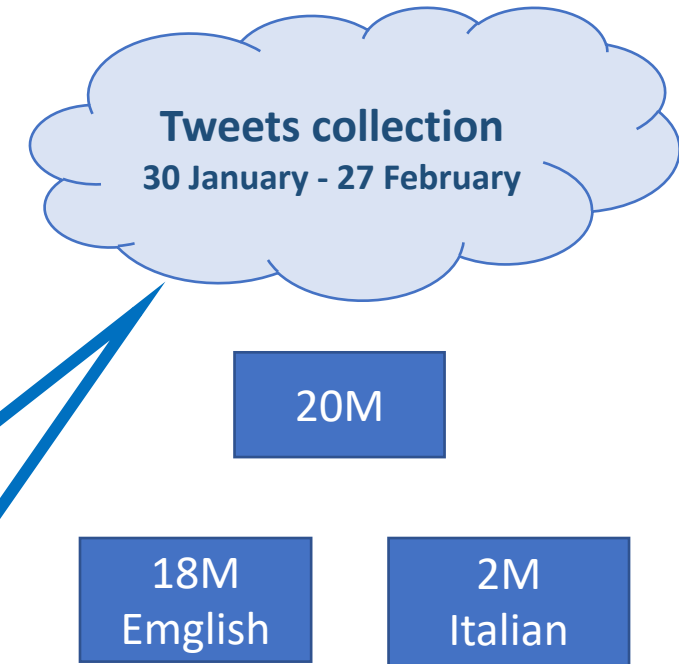 Tweets collection
30 January - 27 February
20M
18M
Emglish
2M
Italian